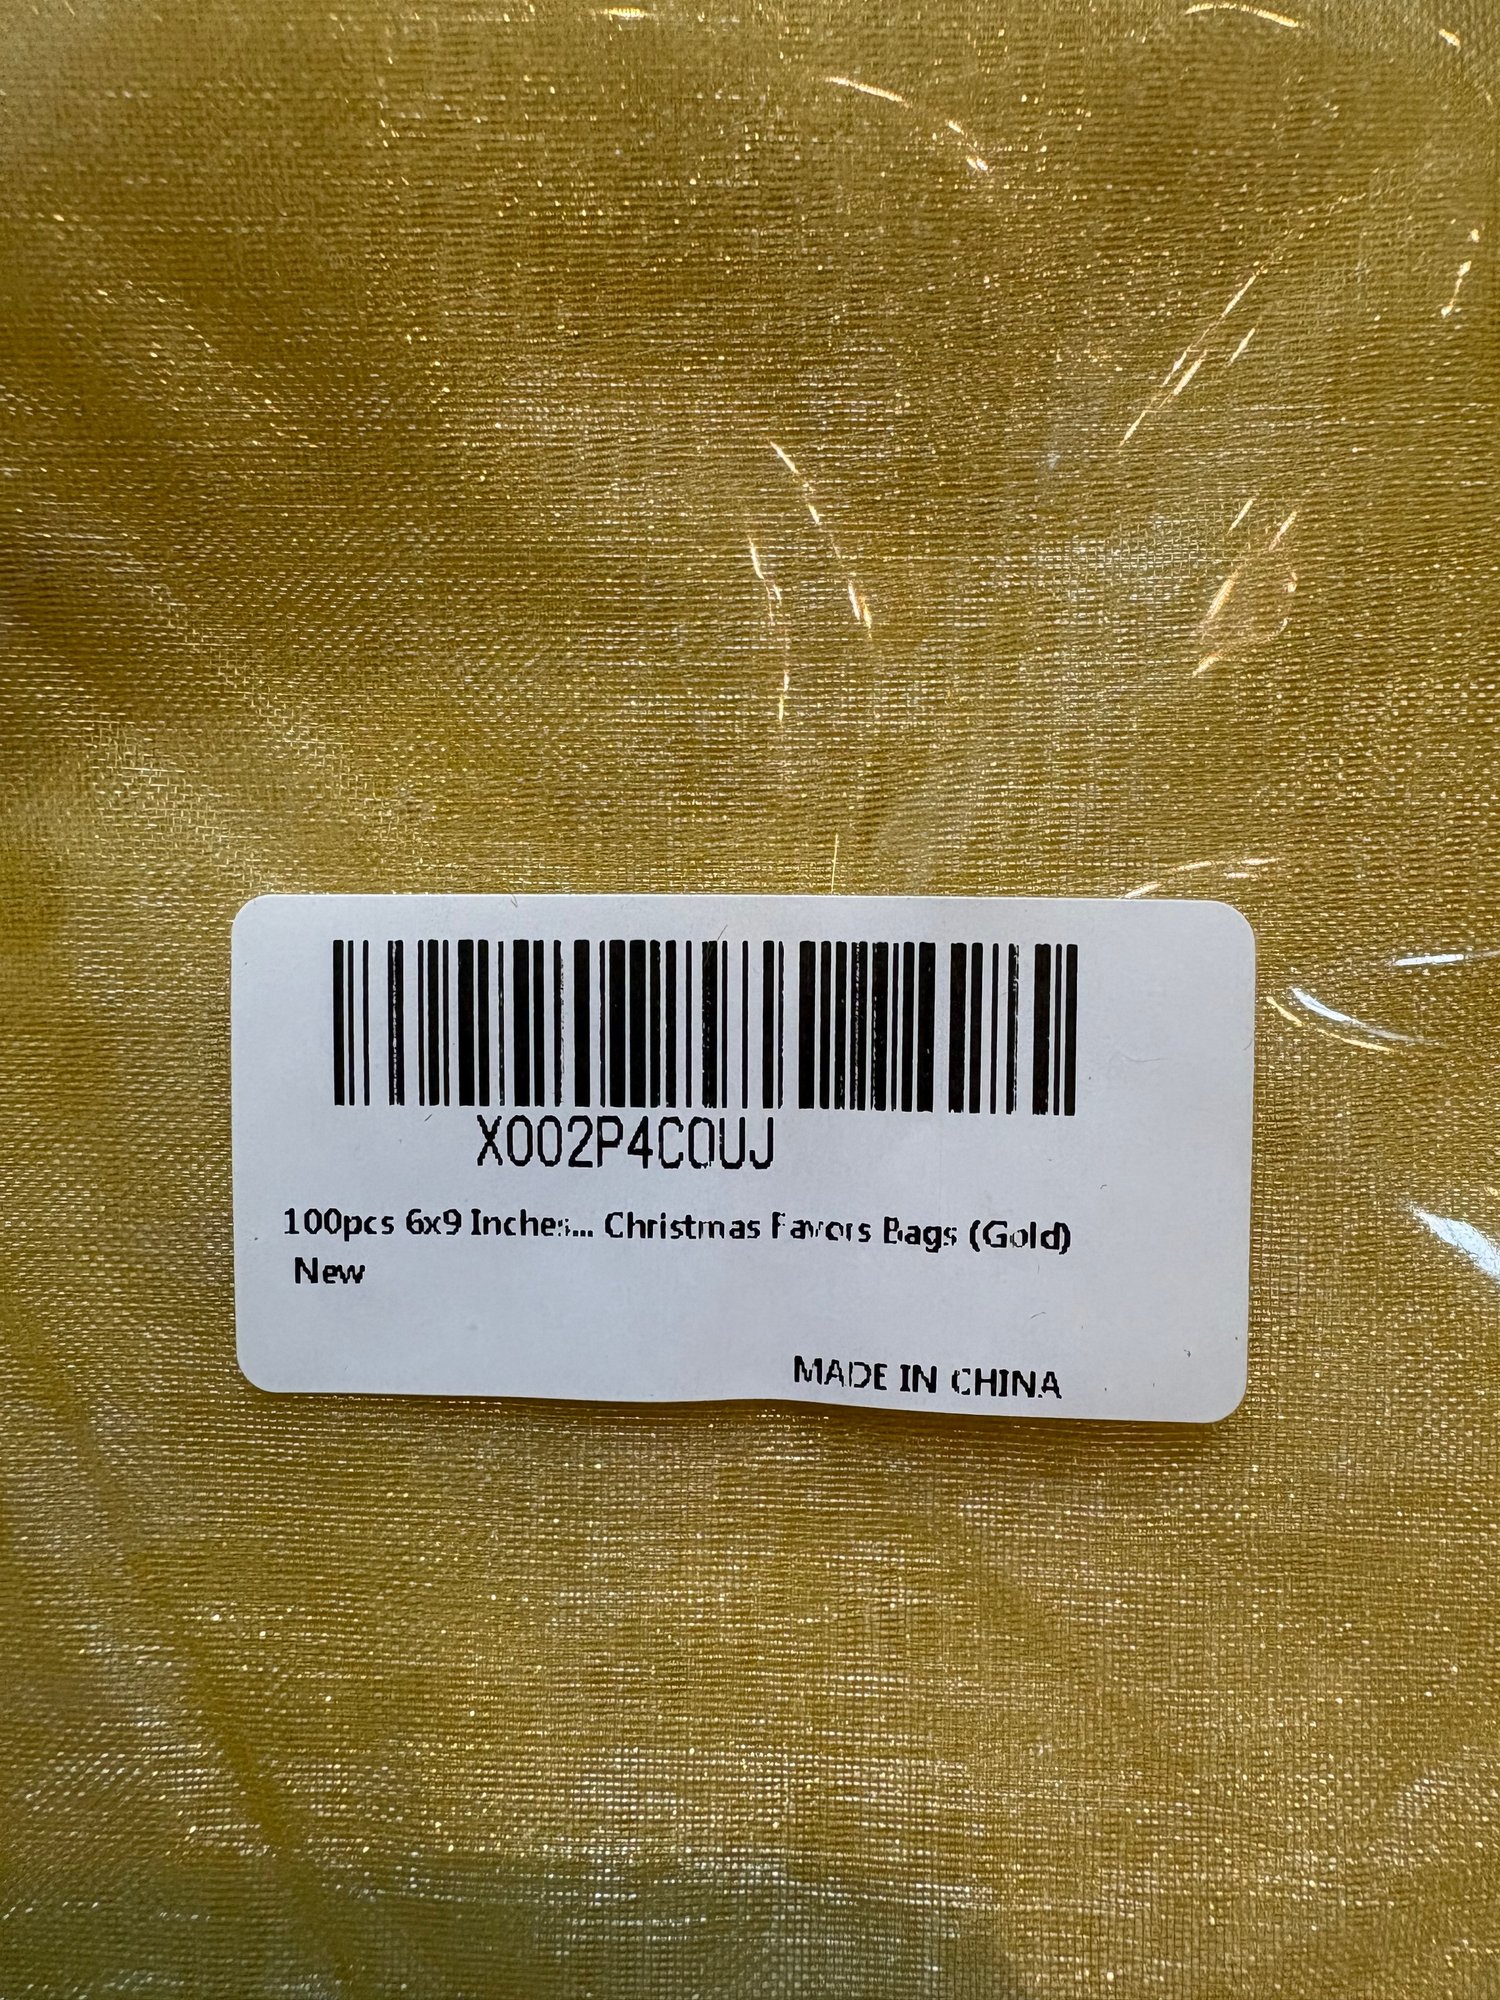 X002P4C0UJ
100pcs 6x9 Inches... Christmas Favors Bags (Gold)
New
MADE IN CHINA